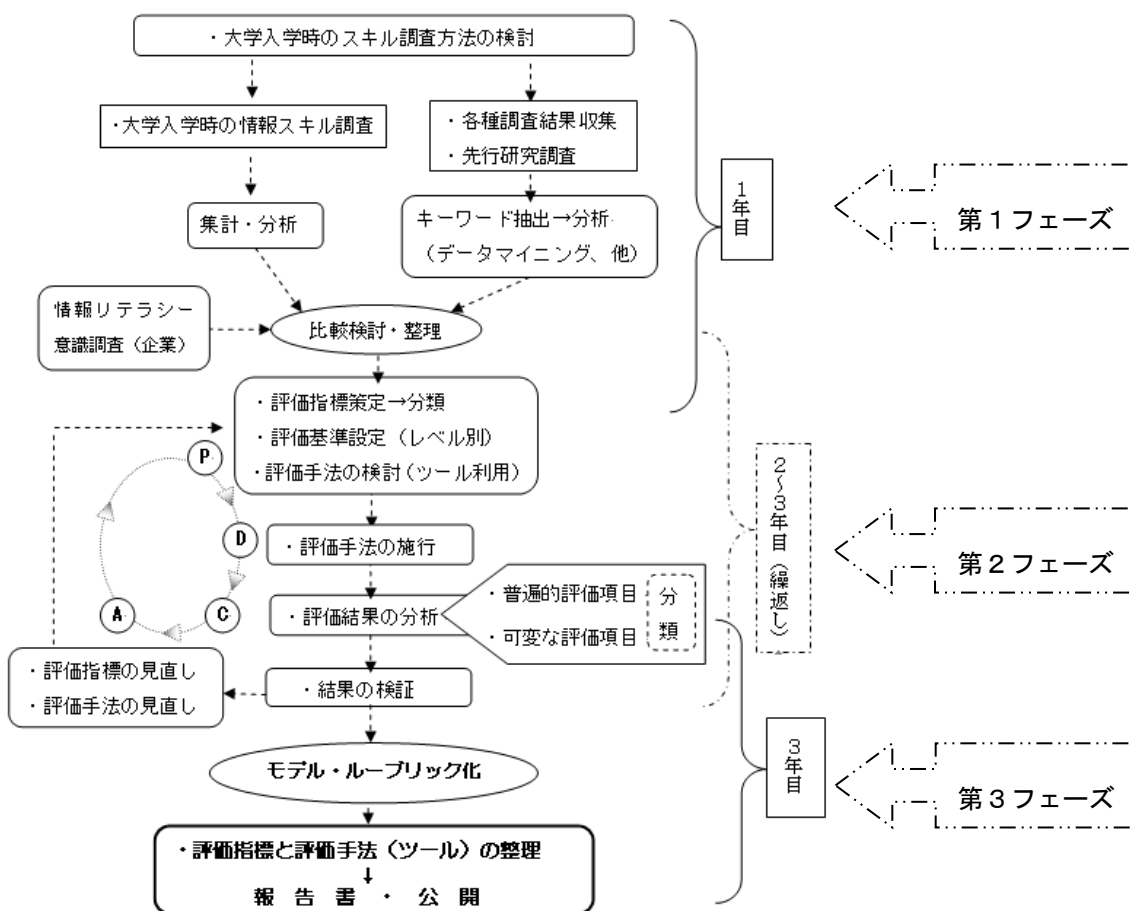 ・大学入学時のスキル調査方法の検討
・大学入学時の情報スキル調査
・各種調査結果収集
・先行研究調査
集計・分析
キーワード抽出→分析
（データマイニング、他）
1年目
第１フェーズ
情報リテラシー
意識調査（企業）
比較検討・整理
・評価指標策定→分類
・評価基準設定（レベル別）
・評価手法の検討（ツール利用）
P
D
C
A
・評価手法の施行
２～３年目（繰返し）
第２フェーズ
・評価結果の分析
・普遍的評価項目
・可変な評価項目
分類
・評価指標の見直し
・評価手法の見直し
・結果の検証
モデル・ルーブリック化
3年目
第３フェーズ
・評価指標と評価手法（ツール）の整理
↓
報 告 書 ・ 公 開